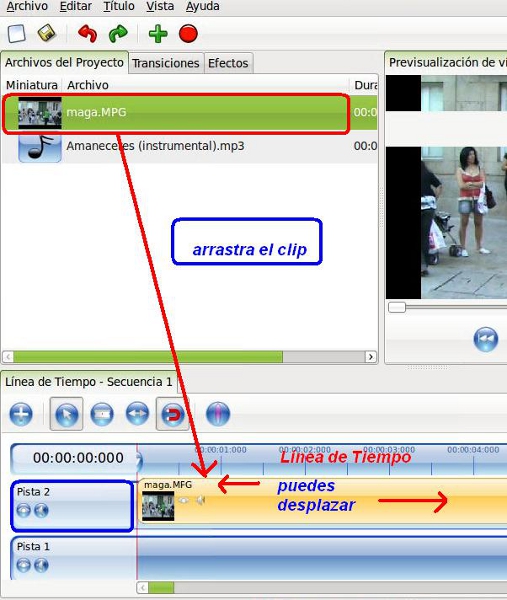 Archivo Editar Título Vista Ayuda
Archivos del Proyecto Transiciones Efectos
Previsualización de ví
Miniatura Archivo Dura
maga.MPG 00:0
Amaneceres (instrumental).mp3 00:0
arrastra el clip
Línea de Tiempo - Secuencia 1
00:00:00:000
00:00:01:000 00:00:02:000 00:00:03:000 00:00:04:000
Línea de Tiempo
Pista 2
maga.MPG
puedes
desplazar
Pista 1